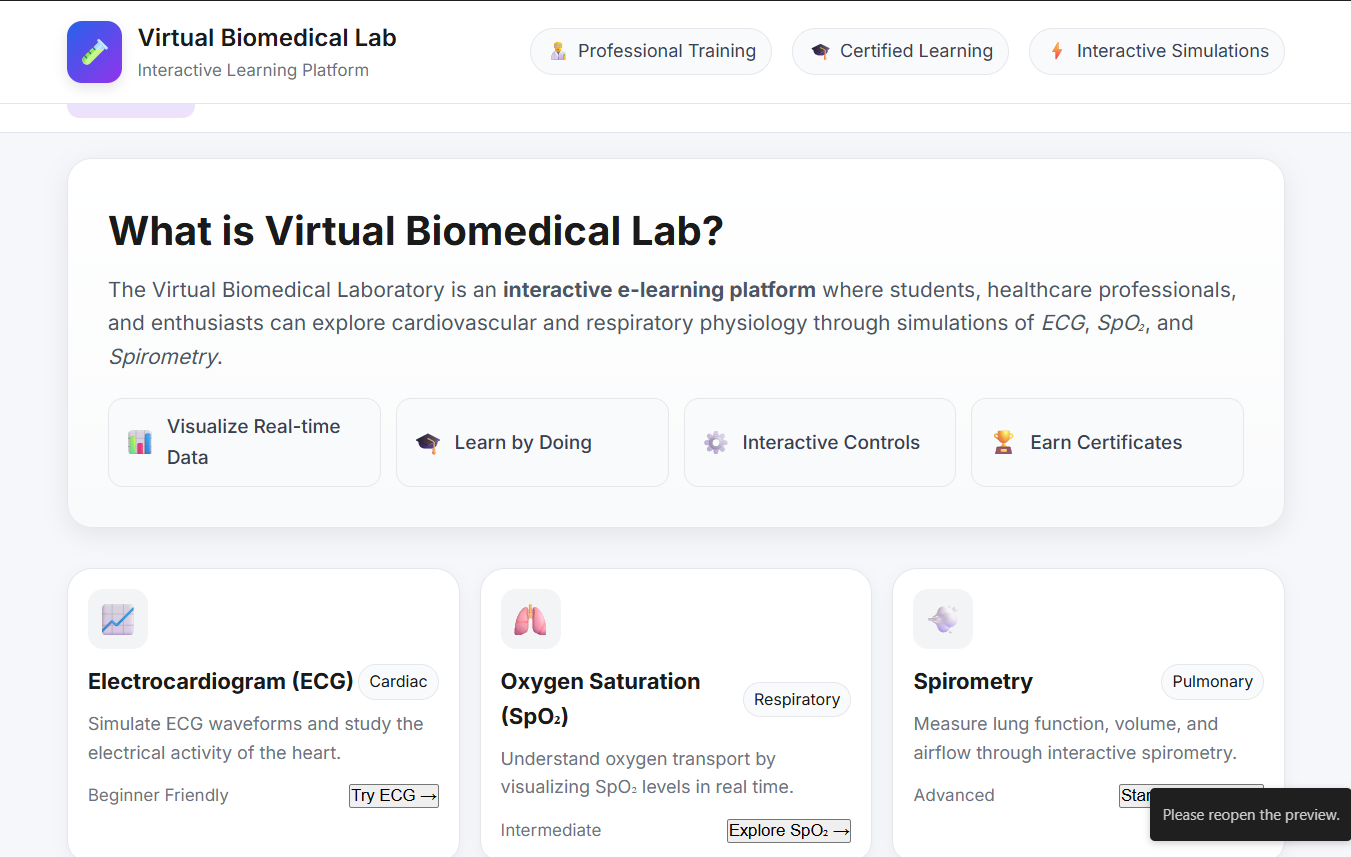 Virtual Biomedical Lab
Interactive Learning Platform
Professional Training
Certified Learning
Interactive Simulations
What is Virtual Biomedical Lab?
The Virtual Biomedical Laboratory is an interactive e-learning platform where students, healthcare professionals,
and enthusiasts can explore cardiovascular and respiratory physiology through simulations of ECG, SpO₂, and
Spirometry.
Visualize Real-time
Data
Learn by Doing
Interactive Controls
Earn Certificates
Electrocardiogram (ECG)
Cardiac
Simulate ECG waveforms and study the
electrical activity of the heart.
Beginner Friendly
Try ECG →
Oxygen Saturation
(SpO₂)
Respiratory
Understand oxygen transport by
visualizing SpO₂ levels in real time.
Intermediate
Explore SpO₂ →
Spirometry
Pulmonary
Measure lung function, volume, and
airflow through interactive spirometry.
Advanced
Please reopen the preview.